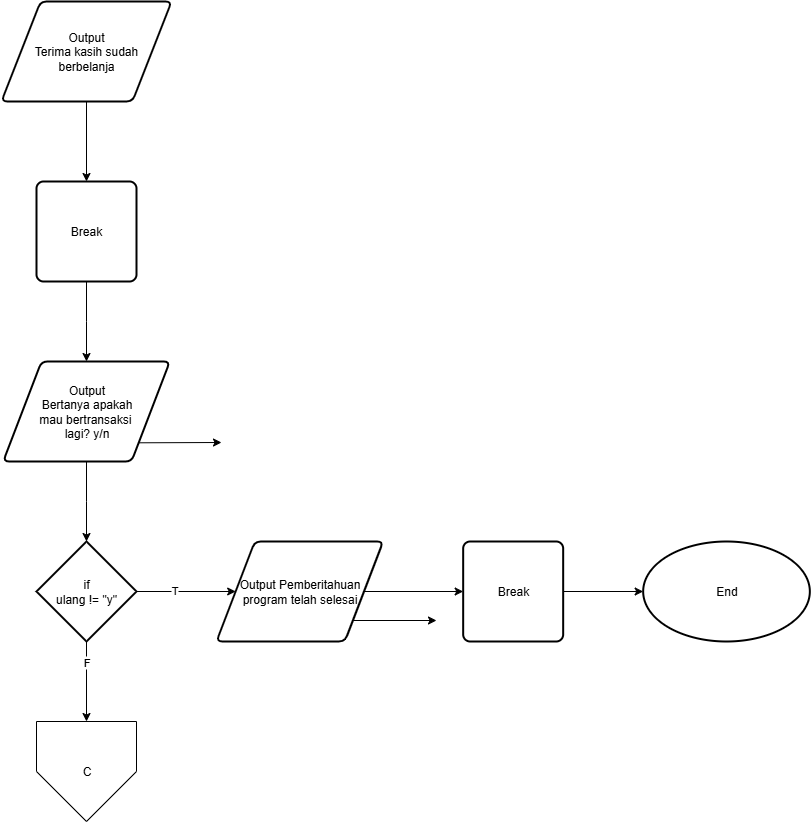 Output
Terima kasih sudah
berbelanja
Break
Output
Bertanya apakah
mau bertransaksi
lagi? y/n
if
ulang != "y"
T
Output Pemberitahuan
program telah selesai
Break
End
F
C